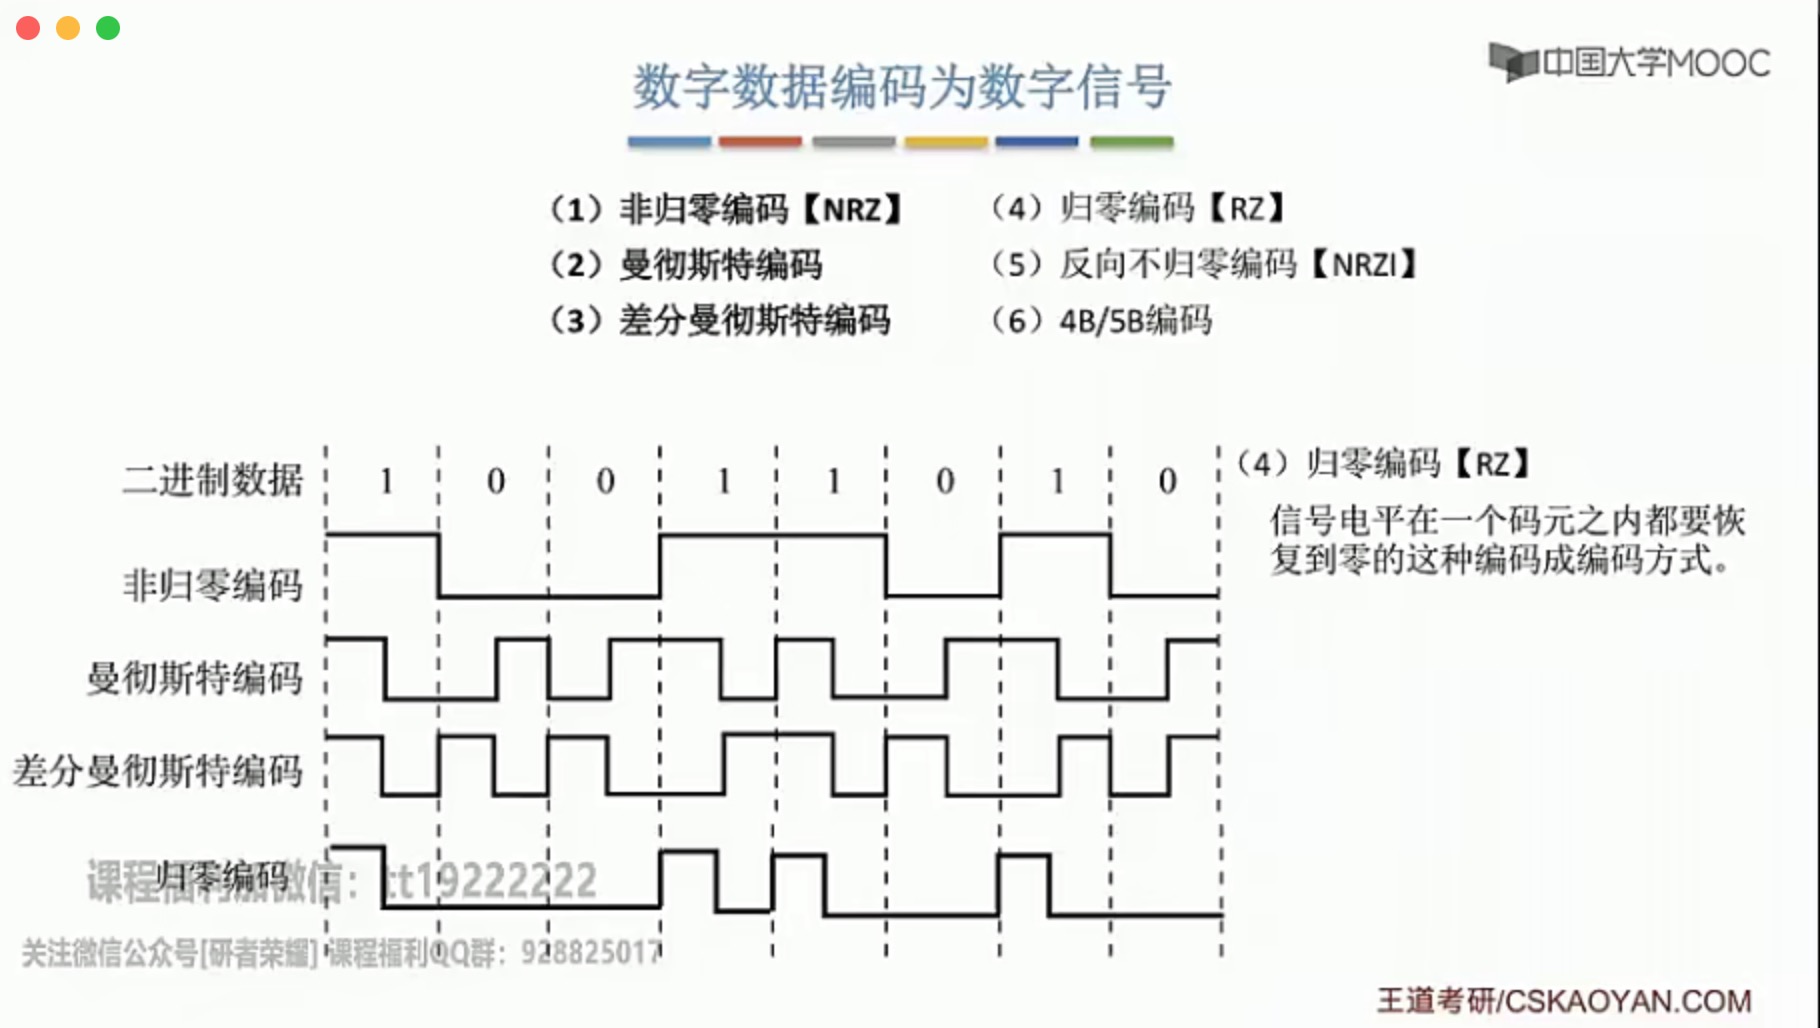 中国大学MOOC
数字数据编码为数字信号
（1）非归零编码【NRZ】
（4）归零编码【RZ】
（2）曼彻斯特编码
（5）反向不归零编码【NRZI】
（3）差分曼彻斯特编码
（6）4B/5B编码
二进制数据 1 0 0 1 1 0 1 0
（4）归零编码【RZ】
信号电平在一个码元之内都要恢
复到零的这种编码成编码方式。
非归零编码
曼彻斯特编码
差分曼彻斯特编码
归零编码
课程福利加微信：tt19222222
关注微信公众号[研者荣耀] 课程福利QQ群：928825017
王道考研/CSKAOYAN.COM